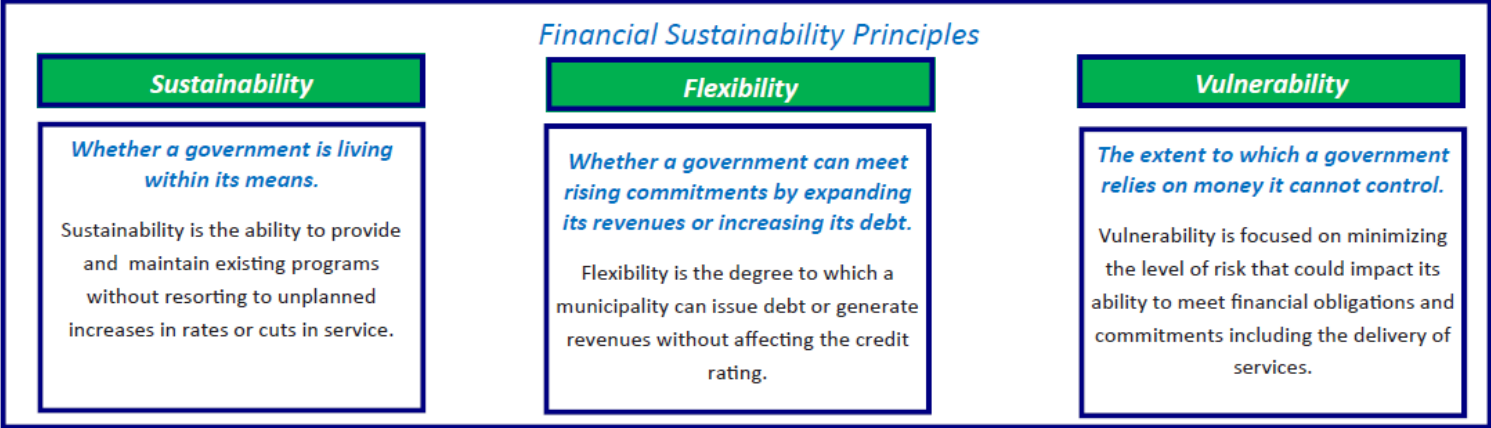 Financial Sustainability Principles
Sustainability
Whether a government is living
within its means.
Sustainability is the ability to provide
and maintain existing programs
without resorting to unplanned
increases in rates or cuts in service.
Flexibility
Whether a government can meet
rising commitments by expanding
its revenues or increasing its debt.
Flexibility is the degree to which a
municipality can issue debt or generate
revenues without affecting the credit
rating.
Vulnerability
The extent to which a government
relies on money it cannot control.
Vulnerability is focused on minimizing
the level of risk that could impact its
ability to meet financial obligations and
commitments including the delivery of
services.